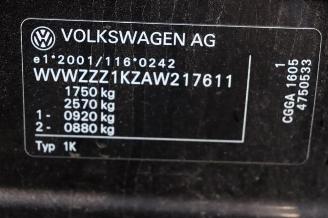 VOLKSWAGEN AG
e1*2001/116*0242
WVWZZZ1KZAW217611
1750 kg
2570 kg
1- 0920 kg
2- 0880 kg
Typ 1K
1
CGGA 1605
4750533